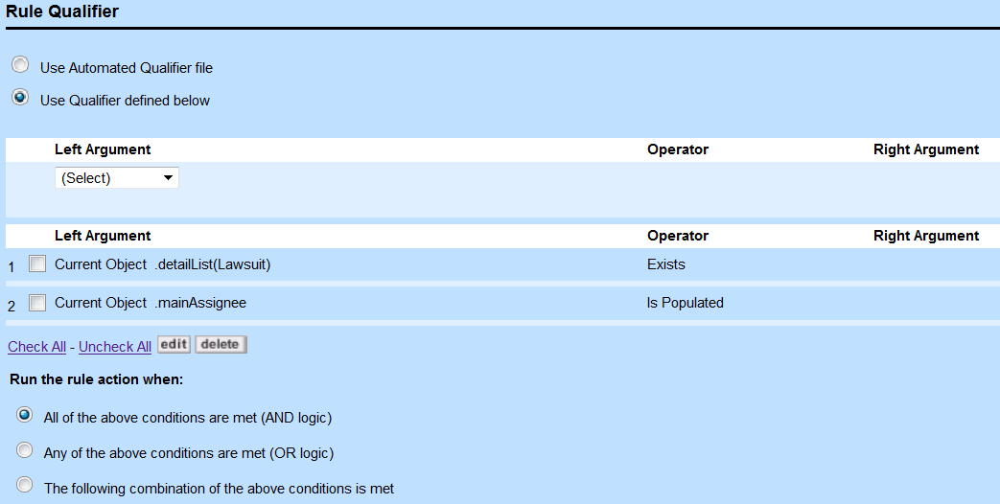 Rule Qualifier
Use Automated Qualifier file
Use Qualifier defined below
Left Argument Operator Right Argument
(Select)
Left Argument Operator Right Argument
1 Current Object .detailList(Lawsuit) Exists
2 Current Object .mainAssignee Is Populated
Check All - Uncheck All edit delete
Run the rule action when:
All of the above conditions are met (AND logic)
Any of the above conditions are met (OR logic)
The following combination of the above conditions is met